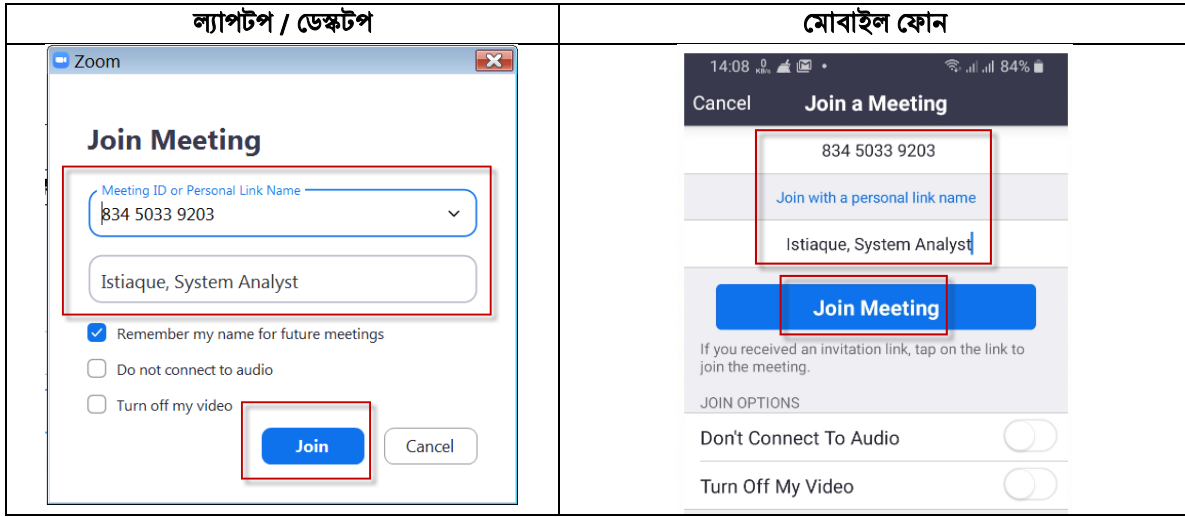 ল্যাপটপ / ডেস্কটপ
Zoom
Join Meeting
Meeting ID or Personal Link Name
834 5033 9203
Istiaque, System Analyst
Remember my name for future meetings
Do not connect to audio
Turn off my video
Join
Cancel
মোবাইল ফোন
14:08
84%
Cancel
Join a Meeting
834 5033 9203
Join with a personal link name
Istiaque, System Analyst
Join Meeting
If you received an invitation link, tap on the link to
join the meeting.
JOIN OPTIONS
Don't Connect To Audio
Turn Off My Video